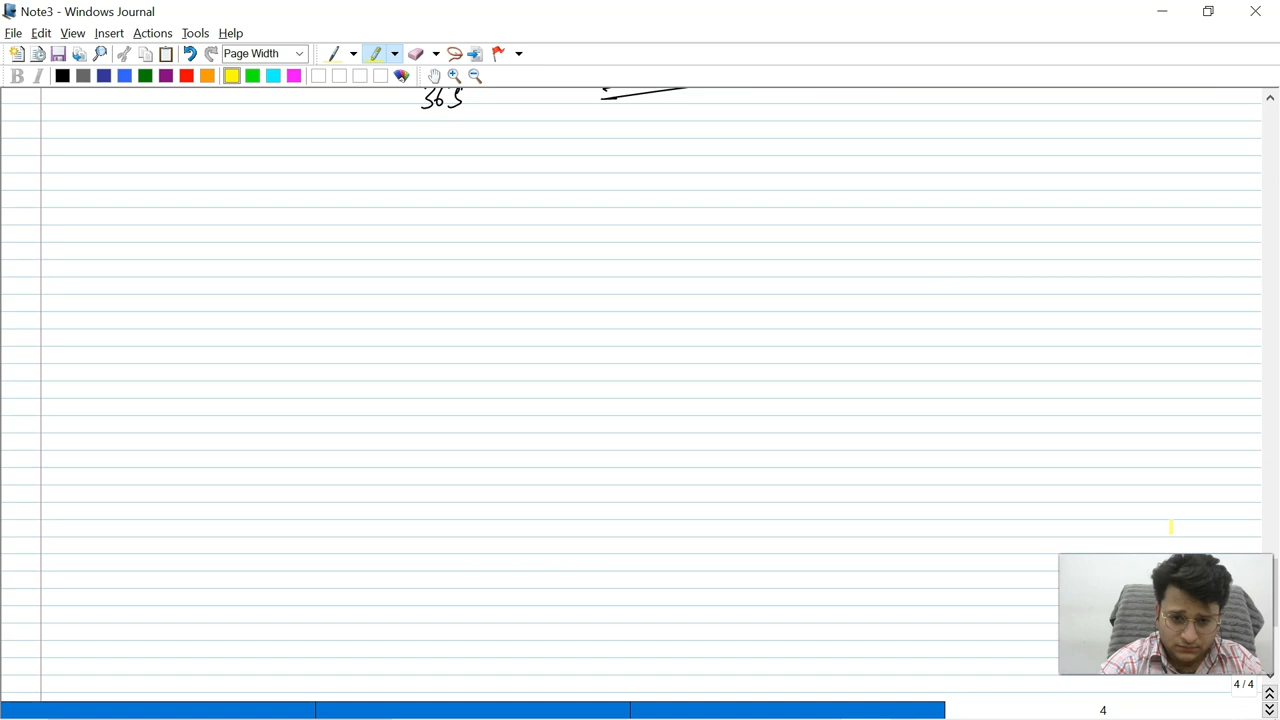 Note3 - Windows Journal
File Edit View Insert Actions Tools Help
Page Width
B I
365
4 / 4
4